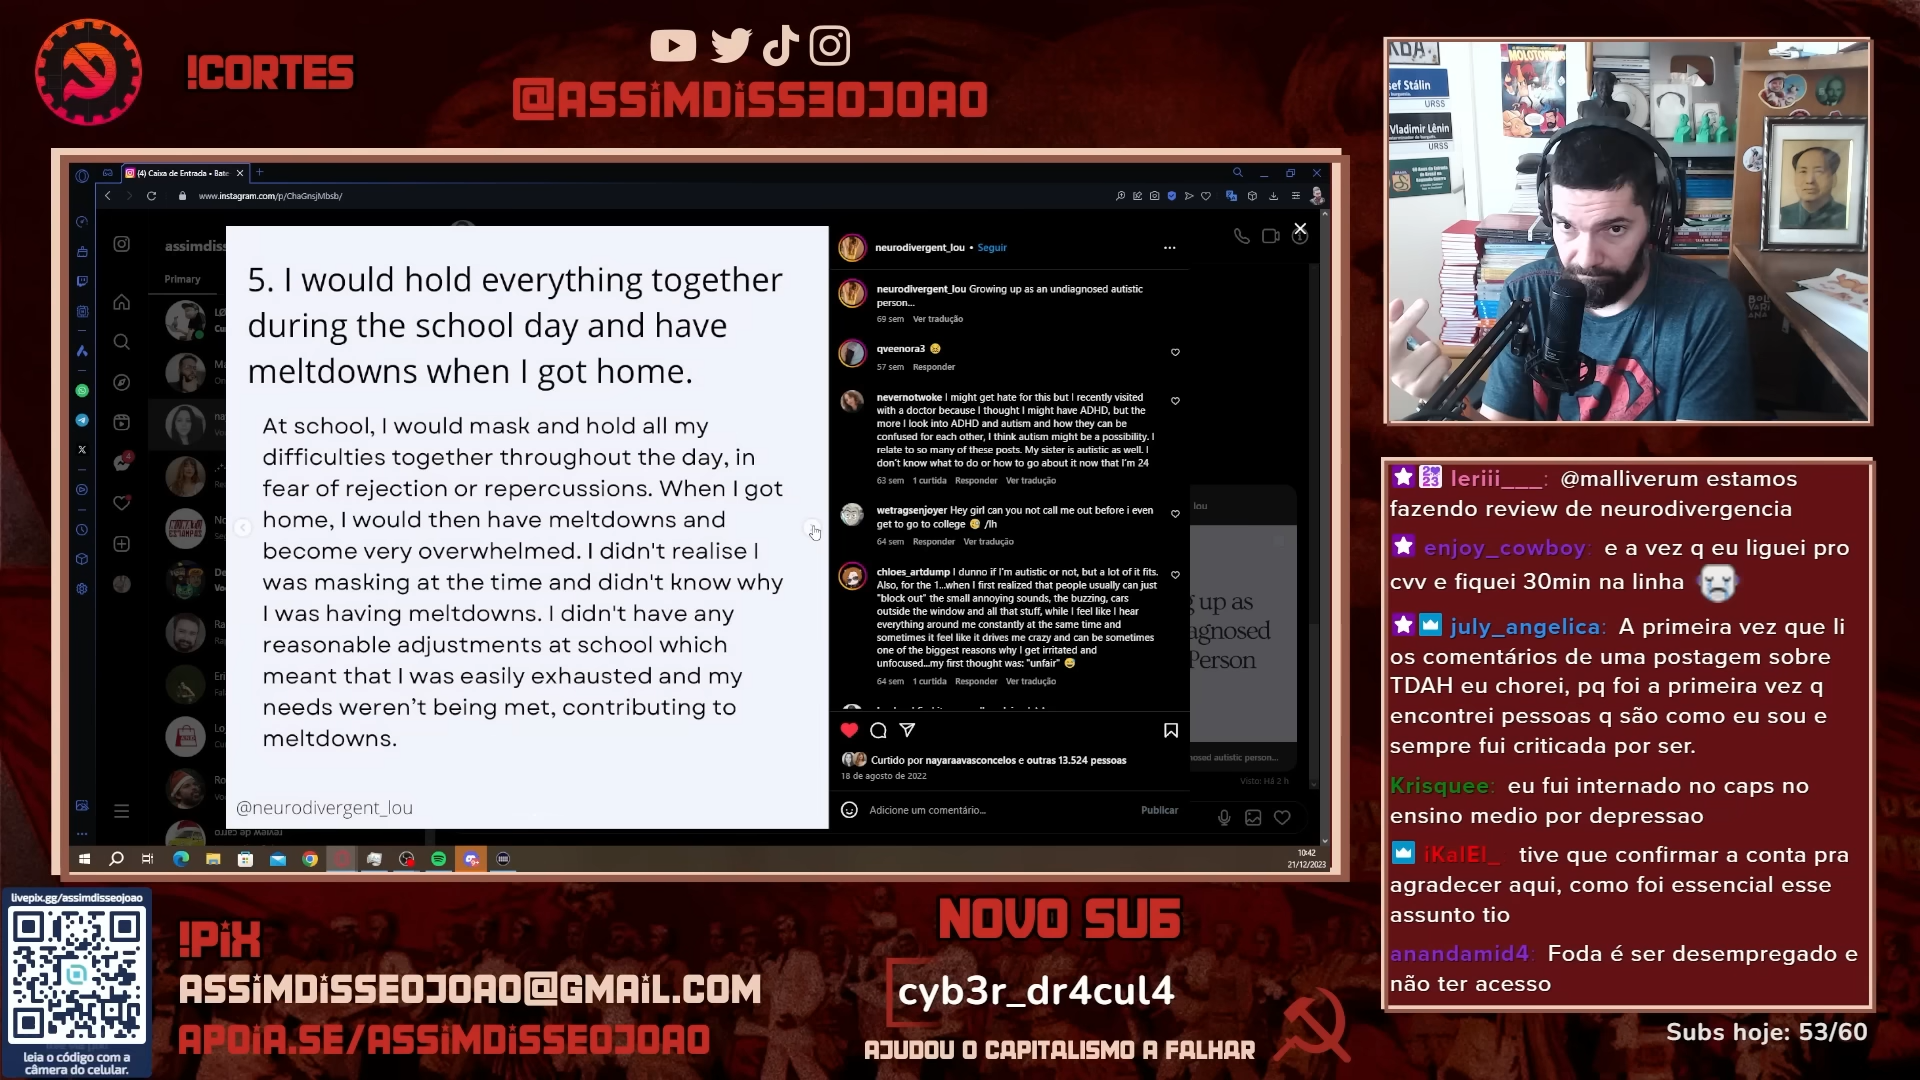 !CORTES
@ASSIMDISSEOJOAO
(4) Caixa de Entrada • Bate
www.instagram.com/p/ChaGnsjMbsb/
assimdiss
Primary
5. I would hold everything together
during the school day and have
meltdowns when I got home.
At school, I would mask and hold all my
difficulties together throughout the day, in
fear of rejection or repercussions. When I got
home, I would then have meltdowns and
become very overwhelmed. I didn't realise I
was masking at the time and didn't know why
I was having meltdowns. I didn't have any
reasonable adjustments at school which
meant that I was easily exhausted and my
needs weren't being met, contributing to
meltdowns.
@neurodivergent_lou
neurodivergent_lou • Seguir
neurodivergent_lou Growing up as an undiagnosed autistic
person...
69 sem Ver tradução
qveenora3
57 sem Responder
nevernotwoke I might get hate for this but I recently visited
with a doctor because I thought I might have ADHD, but the
more I look into ADHD and autism and how they can be
confused for each other, I think autism might be a possibility. I
relate to so many of these posts. My sister is autistic as well. I
don't know what to do or how to go about it now that I'm 24
63 sem 1 curtida Responder Ver tradução
wetragsenjoyer Hey girl can you not call me out before i even
get to go to college /lh
64 sem Responder Ver tradução
chloes_artdump I dunno if I'm autistic or not, but a lot of it fits.
Also, for the 1...when I first realized that people usually can just
"block out" the small annoying sounds, the buzzing, cars
outside the window and all that stuff, while I feel like I hear
everything around me constantly at the same time and
sometimes it feel like it drives me crazy and can be sometimes
one of the biggest reasons why I get irritated and
unfocused...my first thought was: "unfair"
64 sem 1 curtida Responder Ver tradução
Curtido por nayaraavasconcelos e outras 13.524 pessoas
18 de agosto de 2022
Adicione um comentário...
Publicar
lou
g up as
agnosed
Person
nosed autistic person...
Visto: Há 2 h
10:42
21/12/2023
sef Stálin
URSS
Vladimir Lênin
URSS
MOLOTOV
leriii___: @malliverum estamos
fazendo review de neurodivergencia
enjoy_cowboy: e a vez q eu liguei pro
cvv e fiquei 30min na linha
july_angelica: A primeira vez que li
os comentários de uma postagem sobre
TDAH eu chorei, pq foi a primeira vez q
encontrei pessoas q são como eu sou e
sempre fui criticada por ser.
Krisquee: eu fui internado no caps no
ensino medio por depressao
iKalEl_ tive que confirmar a conta pra
agradecer aqui, como foi essencial esse
assunto tio
anandamid4: Foda é ser desempregado e
não ter acesso
Subs hoje: 53/60
livepix.gg/assimdisseojoao
leia o código com a
câmera do celular.
!PIX
ASSIMDISSEOJOAO@GMAIL.COM
APOIA.SE/ASSIMDISSEOJOAO
NOVO SUB
cyb3r_dr4cul4
AJUDOU O CAPITALISMO A FALHAR